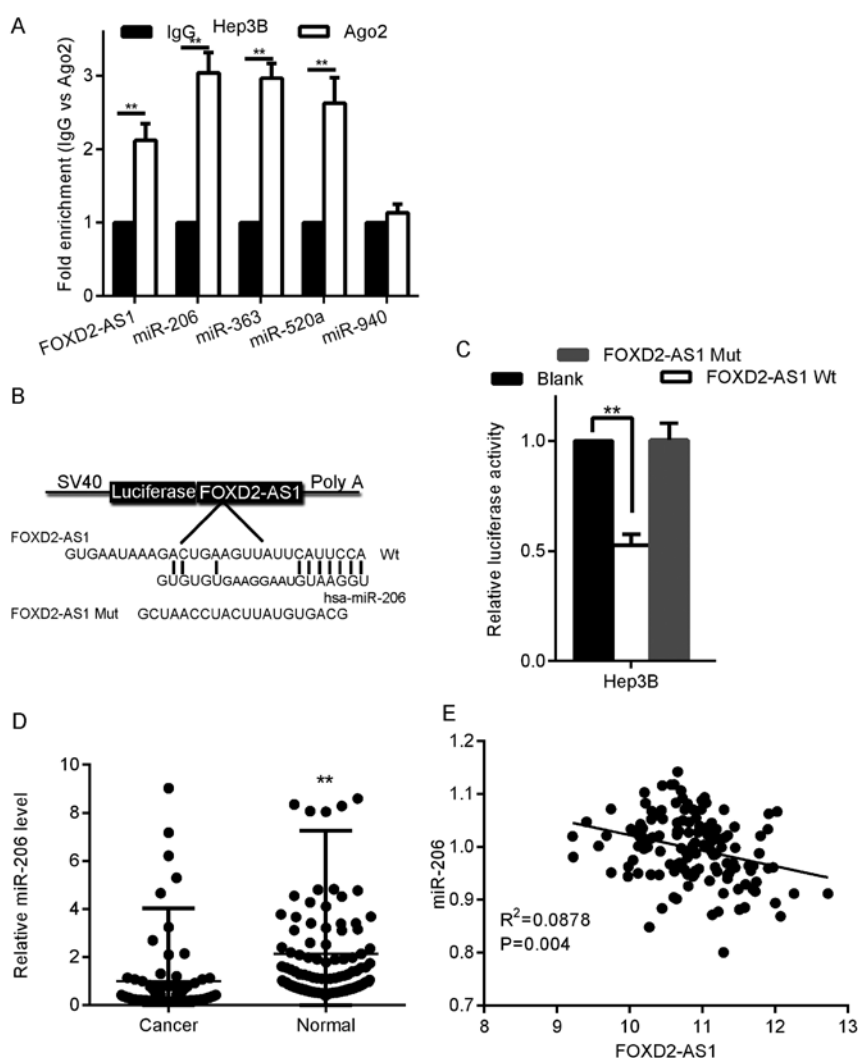 A
IgG Hep3B Ago2
** ** ** **
Fold enrichment (IgG vs Ago2)
3
2
1
0
FOXD2-AS1 miR-206 miR-363 miR-520a miR-940
B
SV40 Luciferase FOXD2-AS1 Poly A
FOXD2-AS1
GUGAAUAAAGACUGAAGUUAUUCAUUCCA Wt
GUGUGUGAAGGAAUGUAAGGU
hsa-miR-206
FOXD2-AS1 Mut GCUAACCUACUUAUGUGACG
C
FOXD2-AS1 Mut
Blank FOXD2-AS1 Wt
**
Relative luciferase activity
1.0
0.5
0.0
Hep3B
D
**
Relative miR-206 level
10
8
6
4
2
0
Cancer Normal
E
miR-206
1.2
1.1
1.0
0.9
0.8
0.7
R²=0.0878
P=0.004
8 9 10 11 12 13
FOXD2-AS1